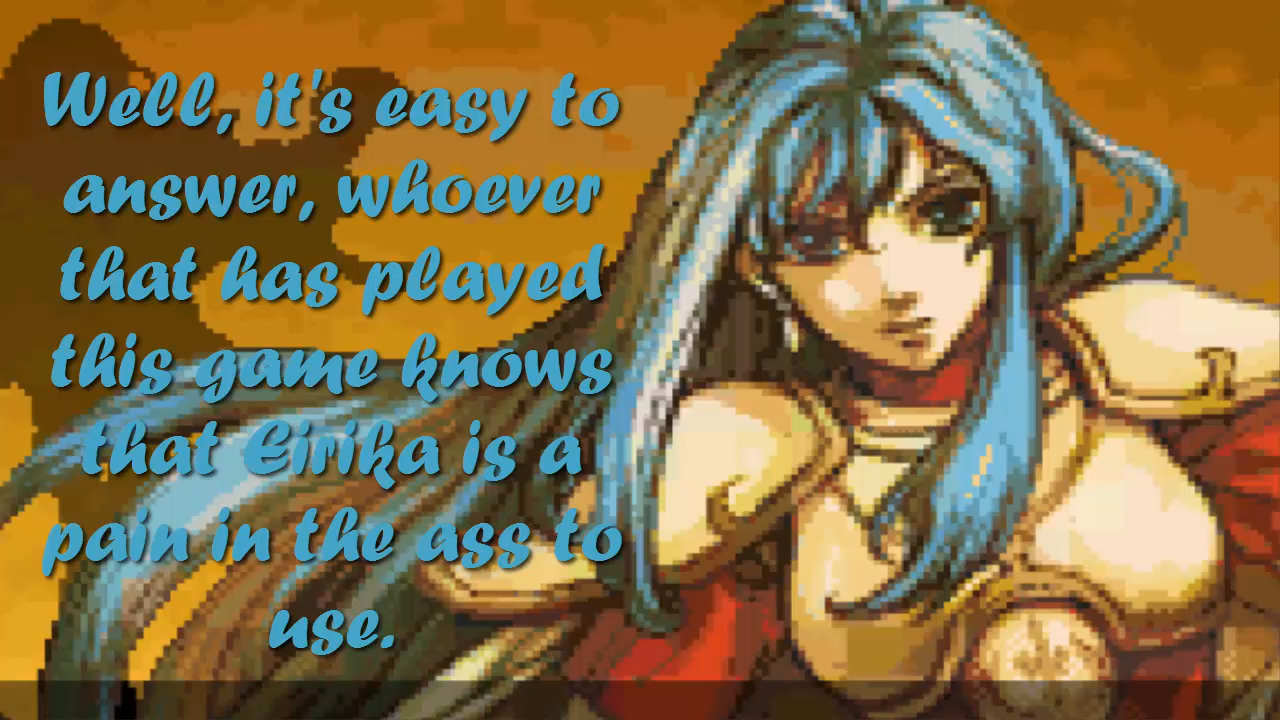 Well, it's easy to
answer, whoever
that has played
this game knows
that Eirika is a
pain in the ass to
use.